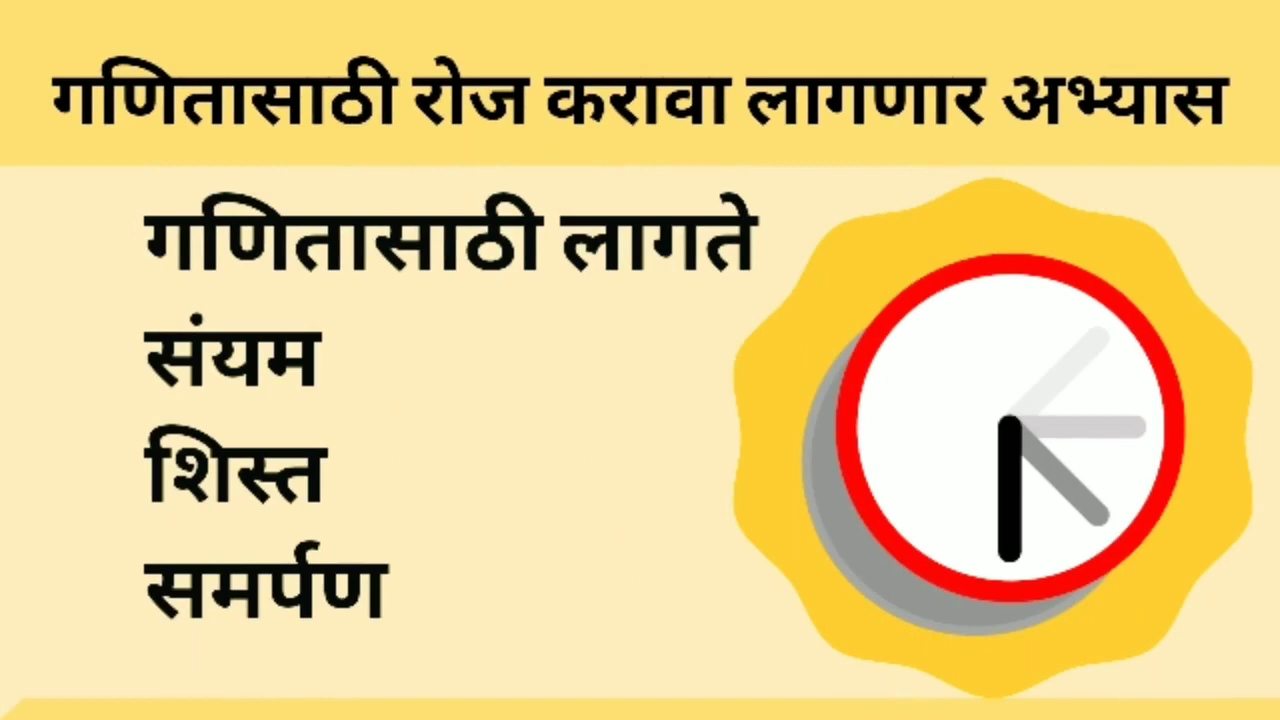 गणितासाठी रोज करावा लागणार अभ्यास
गणितासाठी लागते
संयम
शिस्त
समर्पण